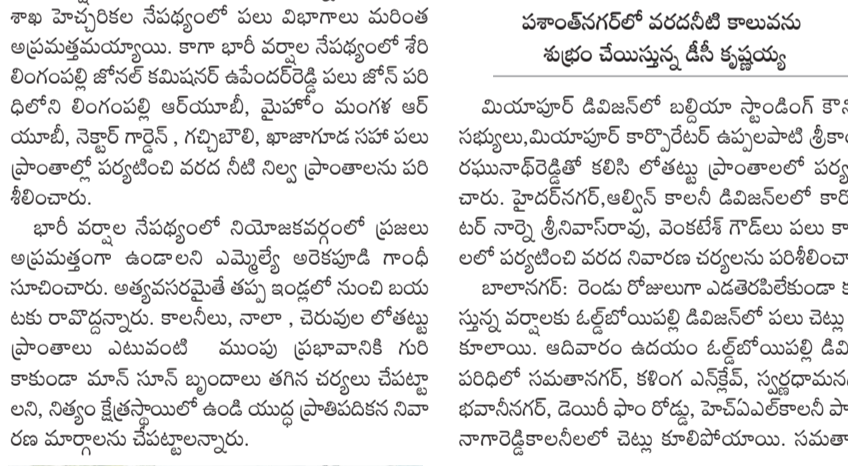 శాఖ హెచ్చరికల నేపథ్యంలో పలు విభాగాలు మరింత
అప్రమత్తమయ్యాయి. కాగా భారీ వర్షాల నేపథ్యంలో శేరి
లింగంపల్లి జోనల్ కమిషనర్ ఉపేందర్‌రెడ్డి పలు జోన్ పరి
ధిలోని లింగంపల్లి ఆర్‌యూబీ, మైహోం మంగళ ఆర్
యూబీ, నెక్టార్ గార్డెన్ , గచ్చిబౌలి, ఖాజాగూడ సహా పలు
ప్రాంతాల్లో పర్యటించి వరద నీటి నిల్వ ప్రాంతాలను పరి
శీలించారు.
భారీ వర్షాల నేపథ్యంలో నియోజకవర్గంలో ప్రజలు
అప్రమత్తంగా ఉండాలని ఎమ్మెల్యే అరెకపూడి గాంధీ
సూచించారు. అత్యవసరమైతే తప్ప ఇండ్లలో నుంచి బయ
టకు రావొద్దన్నారు. కాలనీలు, నాలా , చెరువుల లోతట్టు
ప్రాంతాలు ఎటువంటి ముంపు ప్రభావానికి గురి
కాకుండా మాన్ సూన్ బృందాలు తగిన చర్యలు చేపట్టా
లని, నిత్యం క్షేత్రస్థాయిలో ఉండి యుద్ధ ప్రాతిపదికన నివా
రణ మార్గాలను చేపట్టాలన్నారు.
పశాంత్‌నగర్‌లో వరదనీటి కాలువను
శుభ్రం చేయిస్తున్న డీసీ కృష్ణయ్య
మియాపూర్ డివిజన్‌లో బల్దియా స్టాండింగ్ కౌన్సి
సభ్యులు,మియాపూర్ కార్పొరేటర్ ఉప్పలపాటి శ్రీకాం
రఘునాథ్‌రెడ్డితో కలిసి లోతట్టు ప్రాంతాలలో పర్య
చారు. హైదర్‌నగర్,ఆల్విన్ కాలనీ డివిజన్‌లలో కార్
టర్ నార్నె శ్రీనివాస్‌రావు, వెంకటేశ్ గౌడ్‌లు పలు కా
లలో పర్యటించి వరద నివారణ చర్యలను పరిశీలించా
బాలానగర్: రెండు రోజులుగా ఎడతెరపిలేకుండా
స్తున్న వర్షాలకు ఓల్డ్‌బోయిపల్లి డివిజన్‌లో పలు చెట్లు
కూలాయి. ఆదివారం ఉదయం ఓల్డ్‌బోయిపల్లి డివి
పరిధిలో సమతానగర్, కళింగ ఎన్‌క్లేవ్, స్వర్ణధామన
భవానీనగర్, డెయిరీ ఫాం రోడ్డు, హెచ్ఏఎల్‌కాలనీ పా
నాగారెడ్డికాలనీలలో చెట్లు కూలిపోయాయి. సమతా